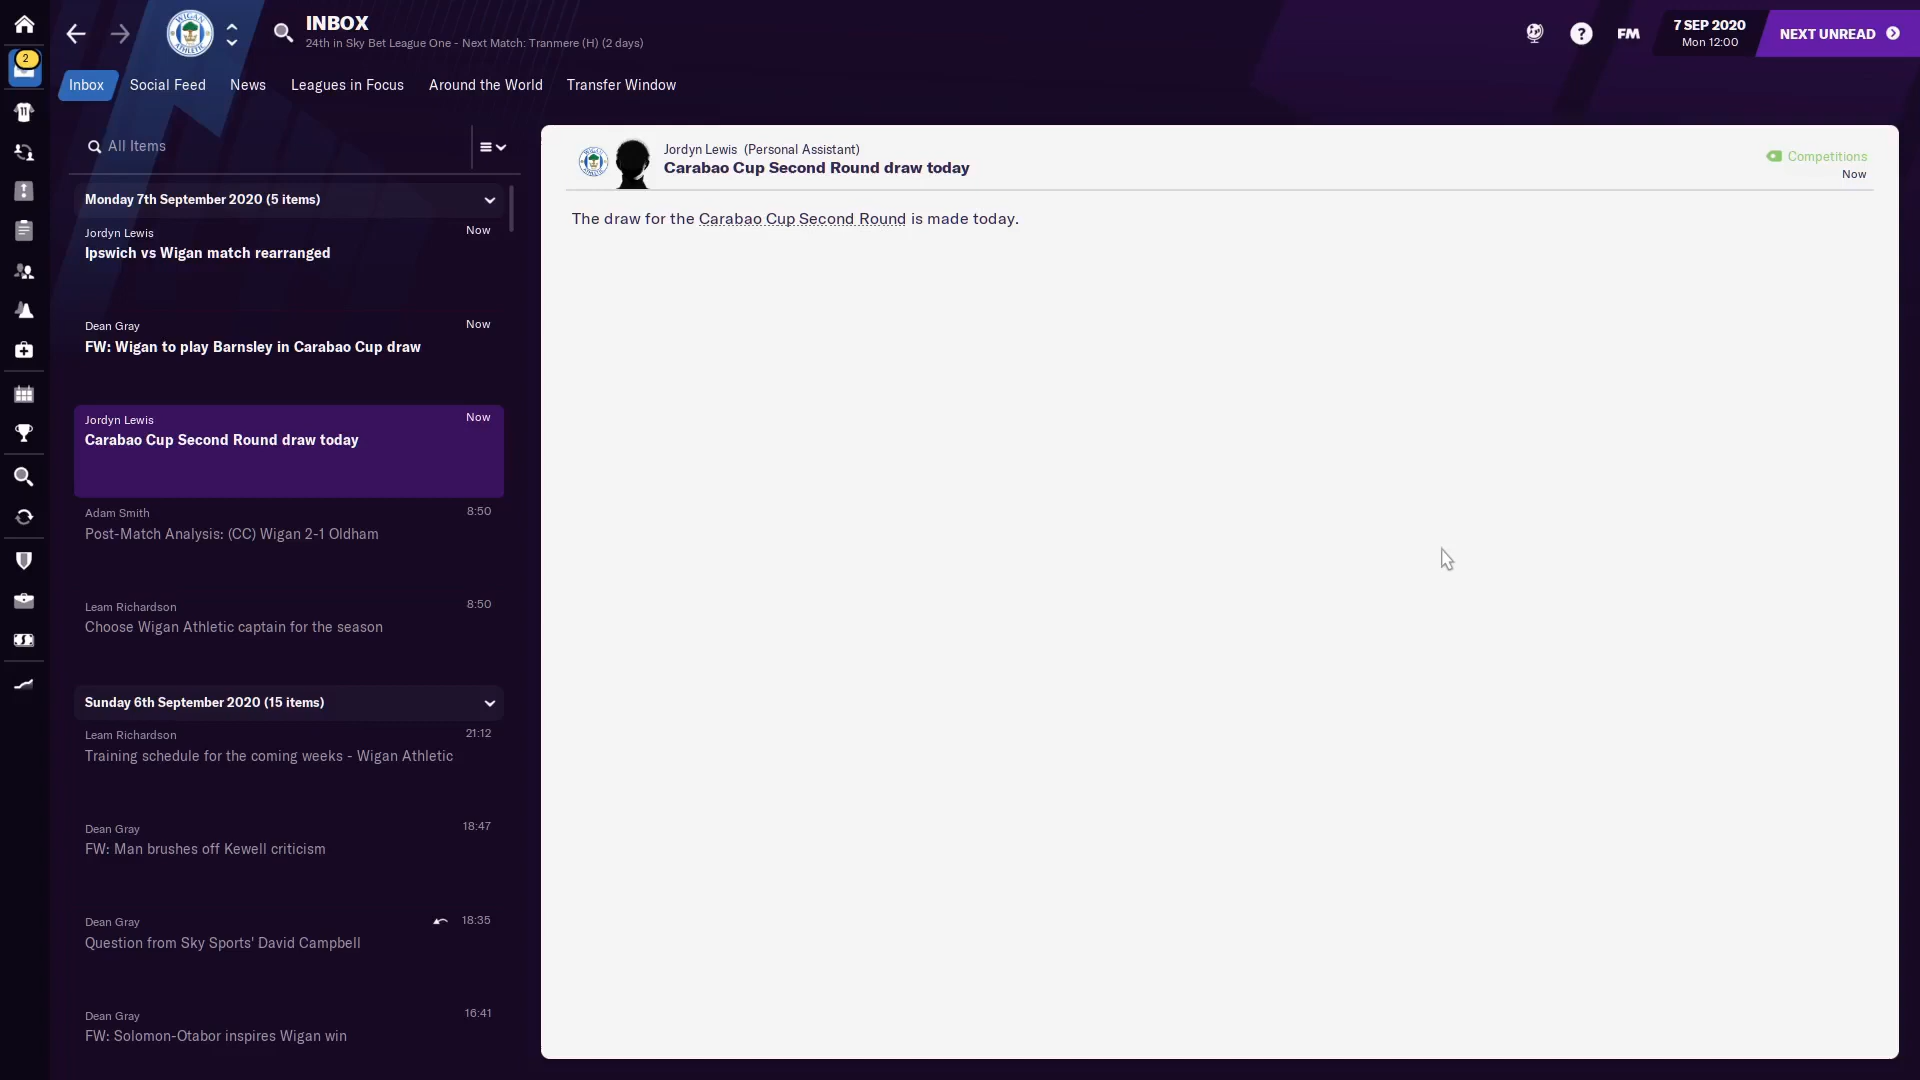 INBOX
24th in Sky Bet League One - Next Match: Tranmere (H) (2 days)
FM
7 SEP 2020
Mon 12:00
NEXT UNREAD
2
Inbox
Social Feed
News
Leagues in Focus
Around the World
Transfer Window
All Items
Monday 7th September 2020 (5 items)
Jordyn Lewis
Now
Ipswich vs Wigan match rearranged
Dean Gray
Now
FW: Wigan to play Barnsley in Carabao Cup draw
Jordyn Lewis
Now
Carabao Cup Second Round draw today
Adam Smith
8:50
Post-Match Analysis: (CC) Wigan 2-1 Oldham
Leam Richardson
8:50
Choose Wigan Athletic captain for the season
Sunday 6th September 2020 (15 items)
Leam Richardson
21:12
Training schedule for the coming weeks - Wigan Athletic
Dean Gray
18:47
FW: Man brushes off Kewell criticism
Dean Gray
18:35
Question from Sky Sports' David Campbell
Dean Gray
16:41
FW: Solomon-Otabor inspires Wigan win
Jordyn Lewis (Personal Assistant)
Carabao Cup Second Round draw today
Competitions
Now
The draw for the Carabao Cup Second Round is made today.